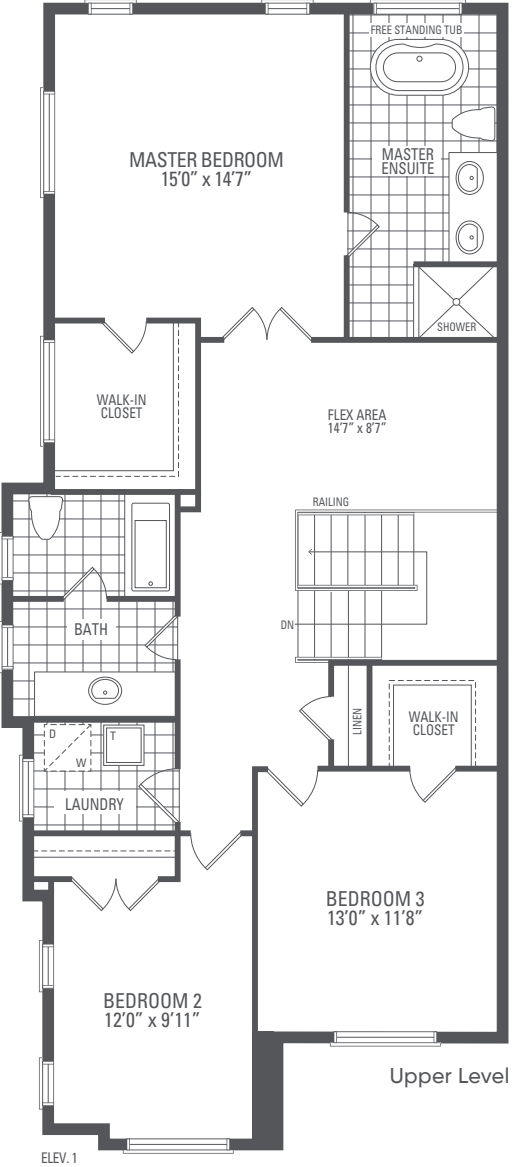 FREE STANDING TUB
MASTER BEDROOM
15'0" x 14'7"
MASTER
ENSUITE
SHOWER
WALK-IN
CLOSET
FLEX AREA
14'7" x 8'7"
RAILING
DN
BATH
LINEN
WALK-IN
CLOSET
D
T
W
LAUNDRY
BEDROOM 3
13'0" x 11'8"
BEDROOM 2
12'0" x 9'11"
Upper Level
ELEV. 1